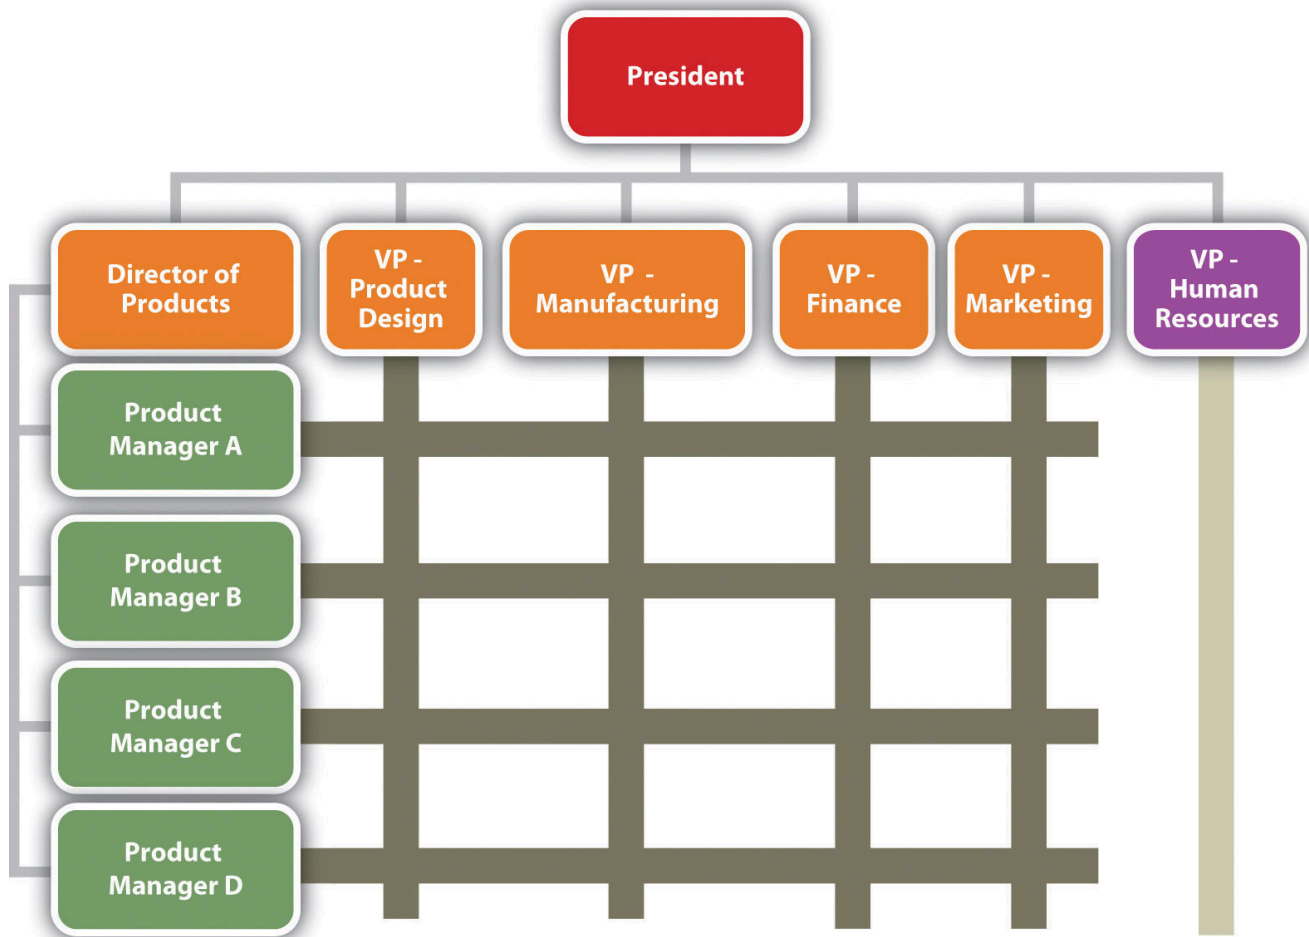 President
Director of
Products
VP -
Product
Design
VP -
Manufacturing
VP -
Finance
VP -
Marketing
VP -
Human
Resources
Product
Manager A
Product
Manager B
Product
Manager C
Product
Manager D